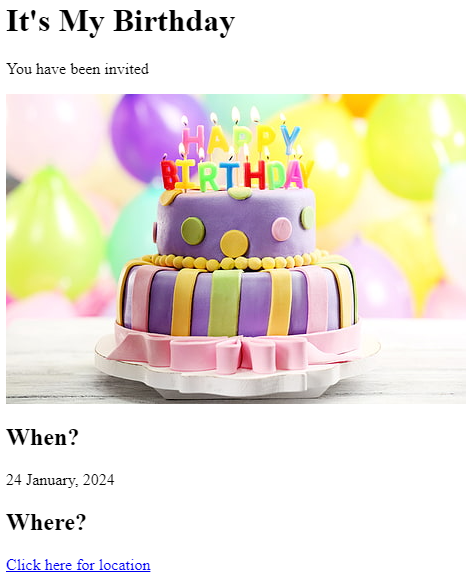 It's My Birthday
You have been invited
HAPPY
BIRTHDAY
When?
24 January, 2024
Where?
Click here for location